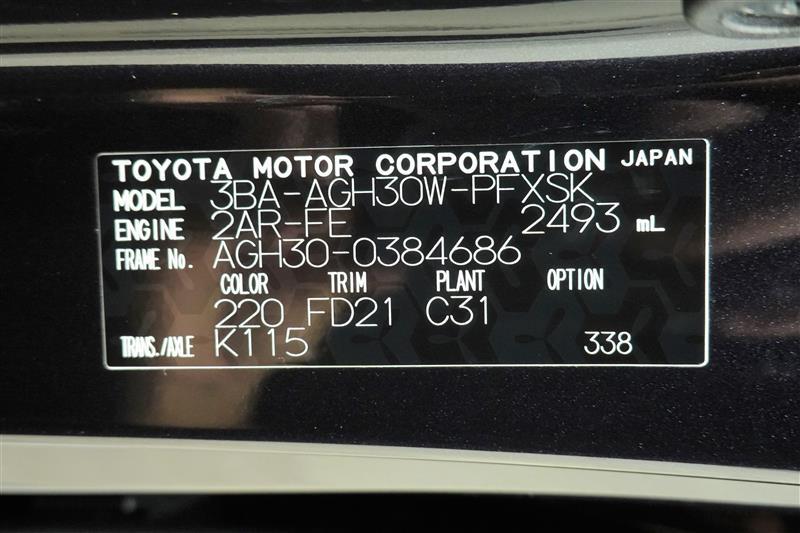 TOYOTA MOTOR CORPORATION JAPAN
MODEL 3BA-AGH30W-PFXSK
ENGINE 2AR-FE 2493 mL
FRAME No. AGH30-0384686
COLOR TRIM PLANT OPTION
220 FD21 C31
TRANS./AXLE K115 338